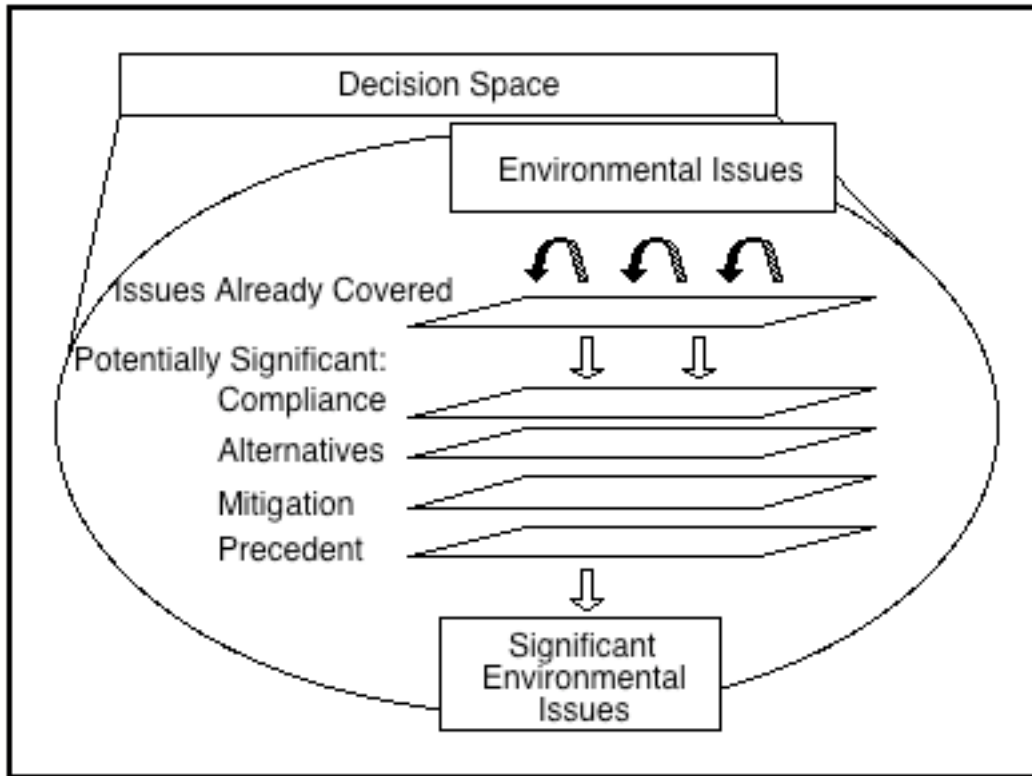 Decision Space
Environmental Issues
Issues Already Covered
Potentially Significant:
Compliance
Alternatives
Mitigation
Precedent
Significant
Environmental
Issues